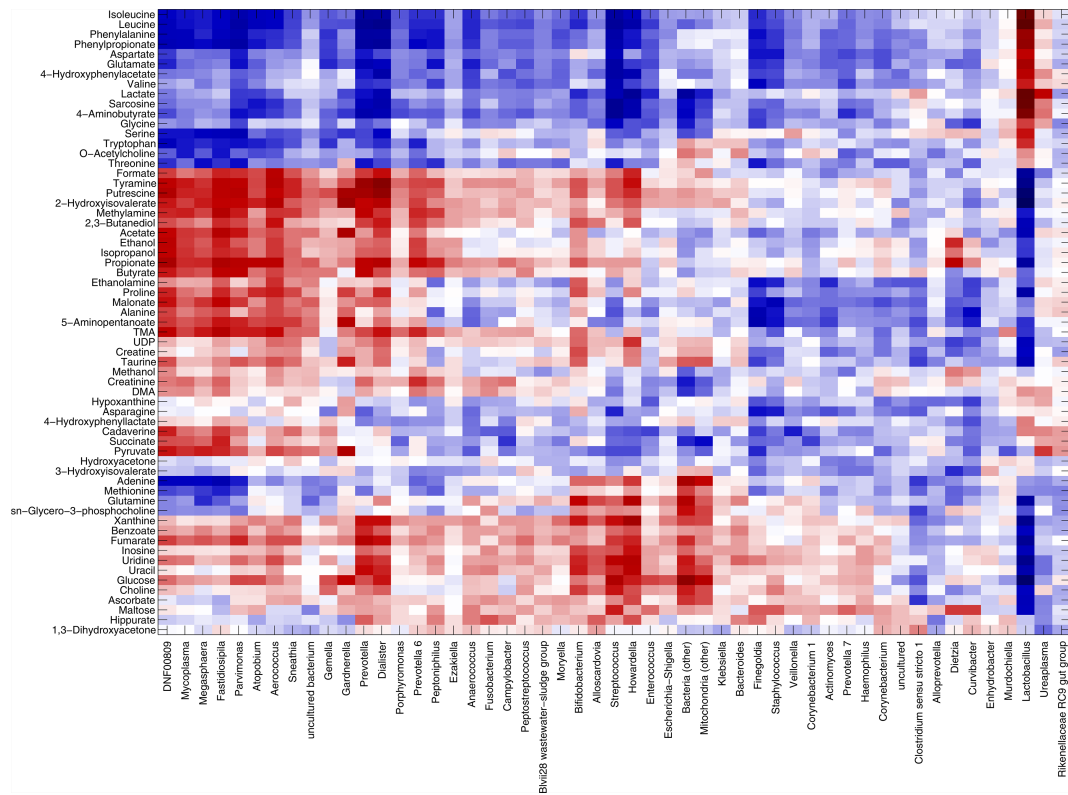 Isoleucine
Leucine
Phenylalanine
Phenylpropionate
Aspartate
Glutamate
4−Hydroxyphenylacetate
Valine
Lactate
Sarcosine
4−Aminobutyrate
Glycine
Serine
Tryptophan
O−Acetylcholine
Threonine
Formate
Tyramine
Putrescine
2−Hydroxyisovalerate
Methylamine
2,3−Butanediol
Acetate
Ethanol
Isopropanol
Propionate
Butyrate
Ethanolamine
Proline
Malonate
Alanine
5−Aminopentanoate
TMA
UDP
Creatine
Taurine
Methanol
Creatinine
DMA
Hypoxanthine
Asparagine
4−Hydroxyphenyllactate
Cadaverine
Succinate
Pyruvate
Hydroxyacetone
3−Hydroxyisovalerate
Adenine
Methionine
Glutamine
sn−Glycero−3−phosphocholine
Xanthine
Benzoate
Fumarate
Inosine
Uridine
Uracil
Glucose
Choline
Ascorbate
Maltose
Hippurate
1,3−Dihydroxyacetone
DNF00809
Mycoplasma
Megasphaera
Fastidiosipila
Parvimonas
Atopobium
Aerococcus
Sneathia
uncultured bacterium
Gemella
Gardnerella
Prevotella
Dialister
Porphyromonas
Prevotella 6
Peptoniphilus
Ezakiella
Anaerococcus
Fusobacterium
Campylobacter
Peptostreptococcus
Blvii28 wastewater−sludge group
Moryella
Bifidobacterium
Alloscardovia
Streptococcus
Howardella
Enterococcus
Escherichia−Shigella
Bacteria (other)
Mitochondria (other)
Klebsiella
Bacteroides
Finegoldia
Staphylococcus
Veillonella
Corynebacterium 1
Actinomyces
Prevotella 7
Haemophilus
Corynebacterium
uncultured
Clostridium sensu stricto 1
Alloprevotella
Dietzia
Curvibacter
Enhydrobacter
Murdochiella
Lactobacillus
Ureaplasma
Rikenellaceae RC9 gut group